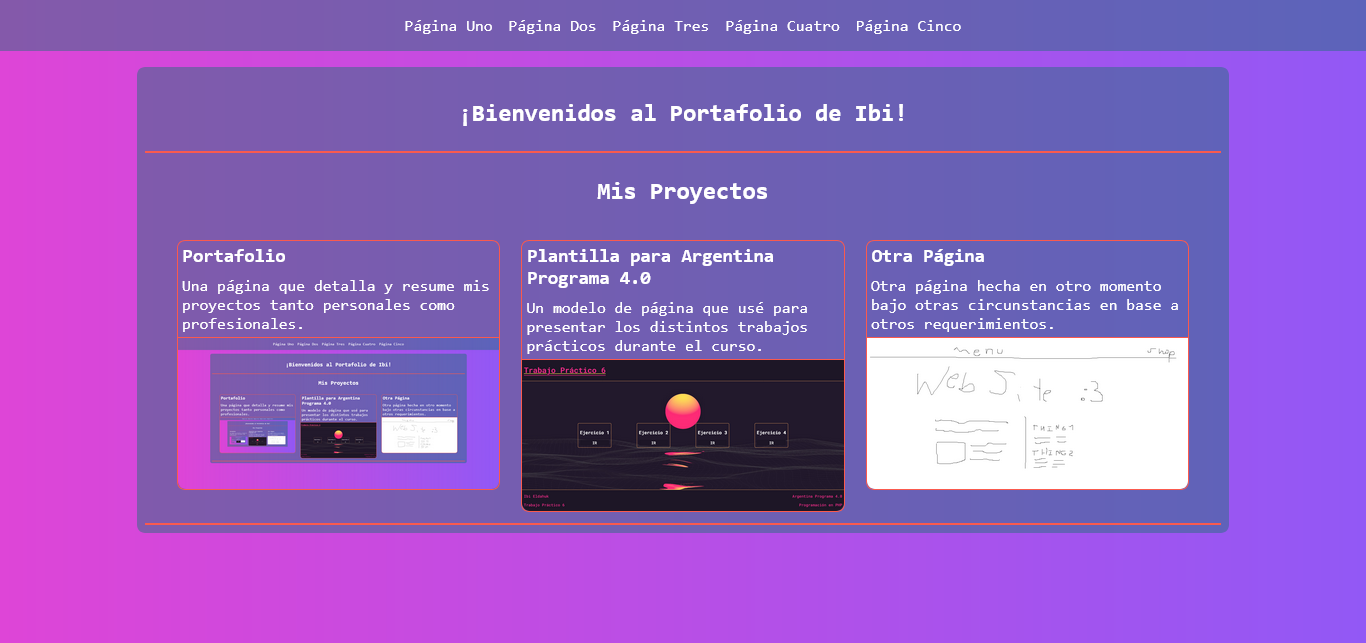 Página Uno Página Dos Página Tres Página Cuatro Página Cinco
¡Bienvenidos al Portafolio de Ibi!
Mis Proyectos
Portafolio
Una página que detalla y resume mis
proyectos tanto personales como
profesionales.
Página Uno Página Dos Página Tres Página Cuatro Página Cinco
¡Bienvenidos al Portafolio de Ibi!
Mis Proyectos
Portafolio
Una página que detalla y resume mis
proyectos tanto personales como
profesionales.
Plantilla para Argentina
Programa 4.0
Un modelo de página que usé para
presentar los distintos trabajos
prácticos durante el curso.
Otra Página
Otra página hecha en otro momento
bajo otras circunstancias en base a
otros requerimientos.
Plantilla para Argentina
Programa 4.0
Un modelo de página que usé para
presentar los distintos trabajos
prácticos durante el curso.
Trabajo Práctico 6
Ejercicio 1
Ejercicio 2
Ejercicio 3
Ejercicio 4
Ir
Ir
Ir
Ir
Argentina Programa 4.0
Trabajo Práctico 6
Programación en PHP
Otra Página
Otra página hecha en otro momento
bajo otras circunstancias en base a
otros requerimientos.
menu
shop
Web Site :3
THING1
THING2